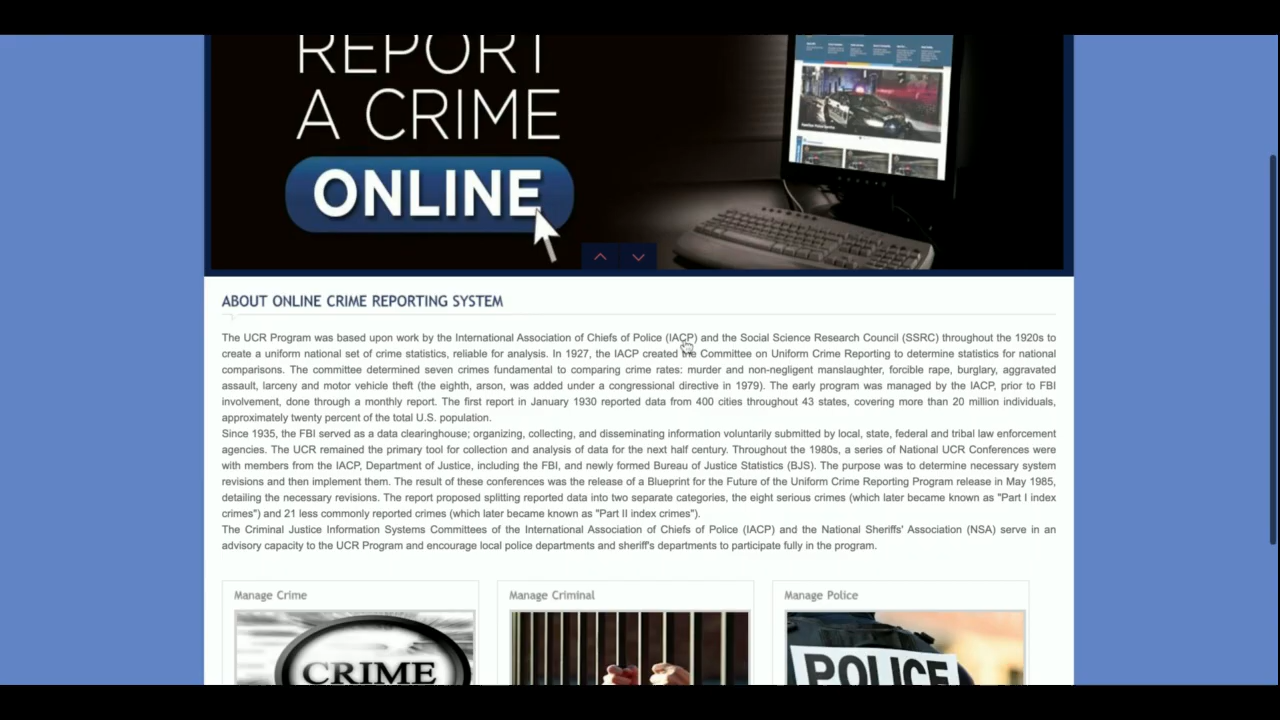 REPORT
A CRIME
ONLINE
ABOUT ONLINE CRIME REPORTING SYSTEM
The UCR Program was based upon work by the International Association of Chiefs of Police (IACP) and the Social Science Research Council (SSRC) throughout the 1920s to
create a uniform national set of crime statistics, reliable for analysis. In 1927, the IACP created the Committee on Uniform Crime Reporting to determine statistics for national
comparisons. The committee determined seven crimes fundamental to comparing crime rates: murder and non-negligent manslaughter, forcible rape, burglary, aggravated
assault, larceny and motor vehicle theft (the eighth, arson, was added under a congressional directive in 1979). The early program was managed by the IACP, prior to FBI
involvement, done through a monthly report. The first report in January 1930 reported data from 400 cities throughout 43 states, covering more than 20 million individuals,
approximately twenty percent of the total U.S. population.
Since 1935, the FBI served as a data clearinghouse; organizing, collecting, and disseminating information voluntarily submitted by local, state, federal and tribal law enforcement
agencies. The UCR remained the primary tool for collection and analysis of data for the next half century. Throughout the 1980s, a series of National UCR Conferences were
with members from the IACP, Department of Justice, including the FBI, and newly formed Bureau of Justice Statistics (BJS). The purpose was to determine necessary system
revisions and then implement them. The result of these conferences was the release of a Blueprint for the Future of the Uniform Crime Reporting Program release in May 1985,
detailing the necessary revisions. The report proposed splitting reported data into two separate categories, the eight serious crimes (which later became known as "Part I index
crimes") and 21 less commonly reported crimes (which later became known as "Part II index crimes").
The Criminal Justice Information Systems Committees of the International Association of Chiefs of Police (IACP) and the National Sheriffs' Association (NSA) serve in an
advisory capacity to the UCR Program and encourage local police departments and sheriff's departments to participate fully in the program.
Manage Crime
Manage Criminal
Manage Police
CRIME
POLICE